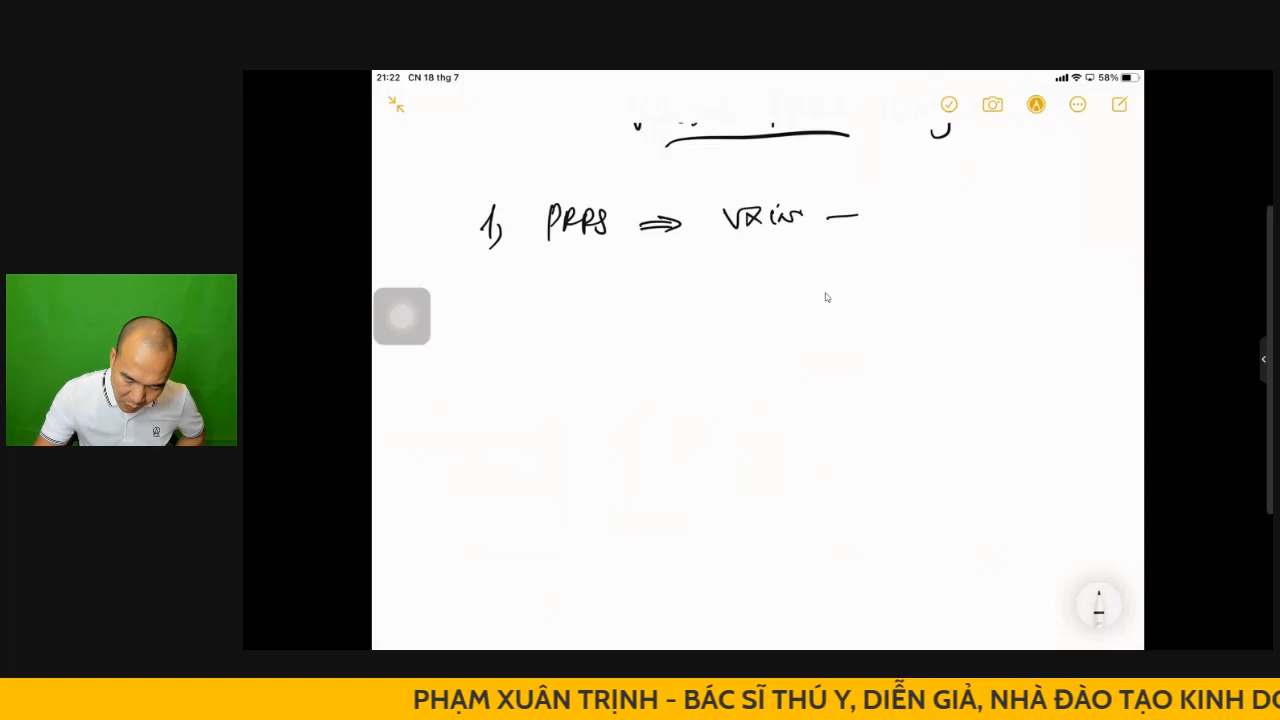 21:22 CN 18 thg 7 58%
1, PRRS ⇒ —
PHẠM XUÂN TRỊNH - BÁC SĨ THÚ Y, DIỄN GIẢ, NHÀ ĐÀO TẠO KINH DO